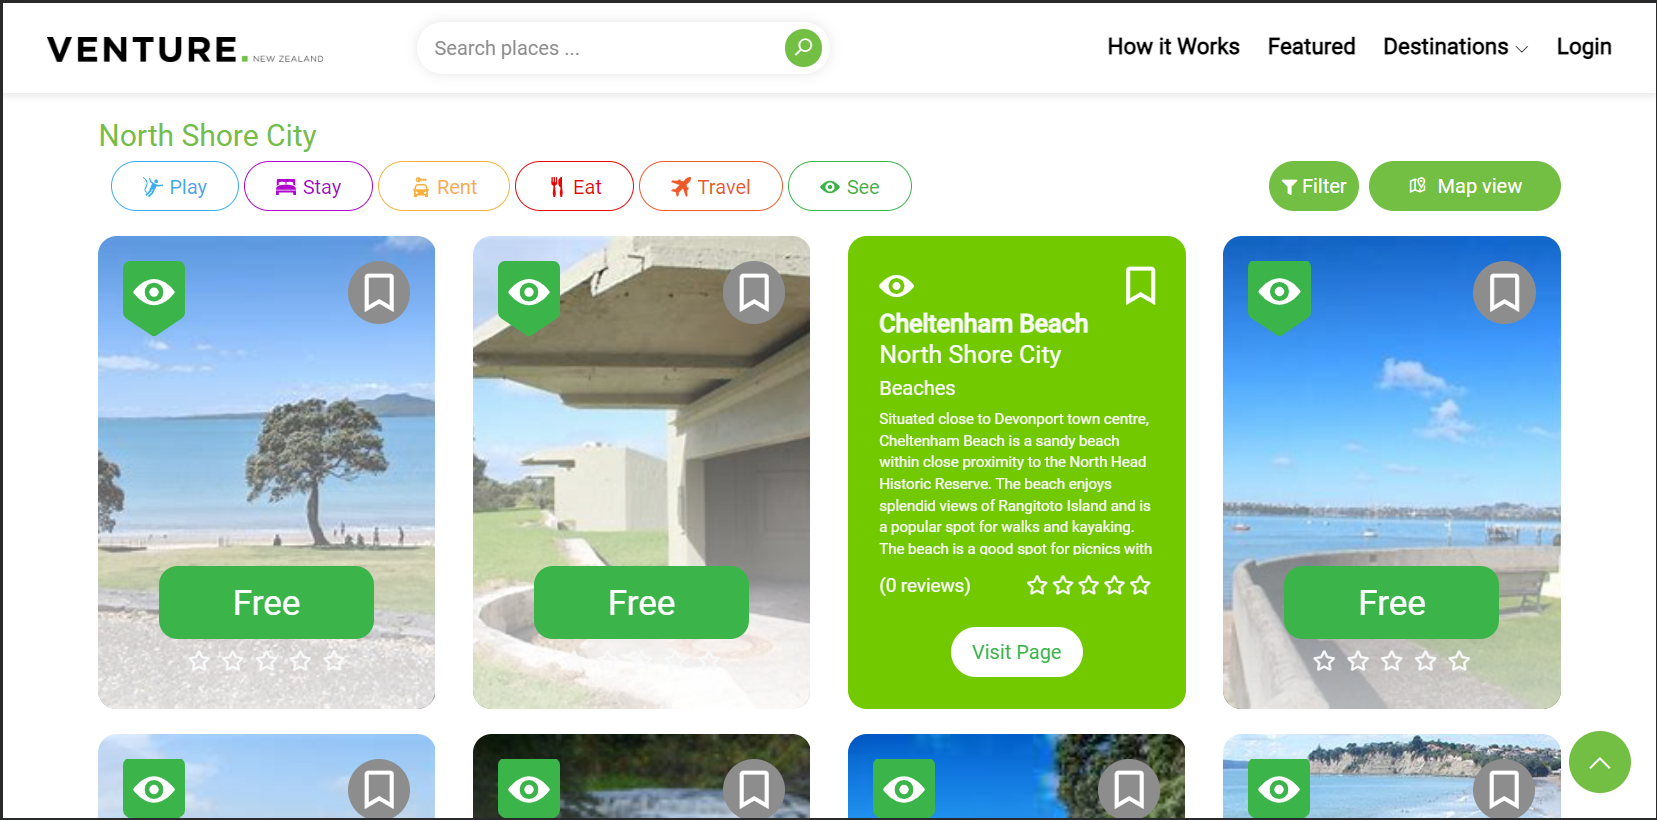 VENTURE. NEW ZEALAND
Search places ...
How it Works
Featured
Destinations
Login
North Shore City
Play
Stay
Rent
Eat
Travel
See
Filter
Map view
Free
Free
Cheltenham Beach
North Shore City
Beaches
Situated close to Devonport town centre,
Cheltenham Beach is a sandy beach
within close proximity to the North Head
Historic Reserve. The beach enjoys
splendid views of Rangitoto Island and is
a popular spot for walks and kayaking.
The beach is a good spot for picnics with
(0 reviews)
Visit Page
Free